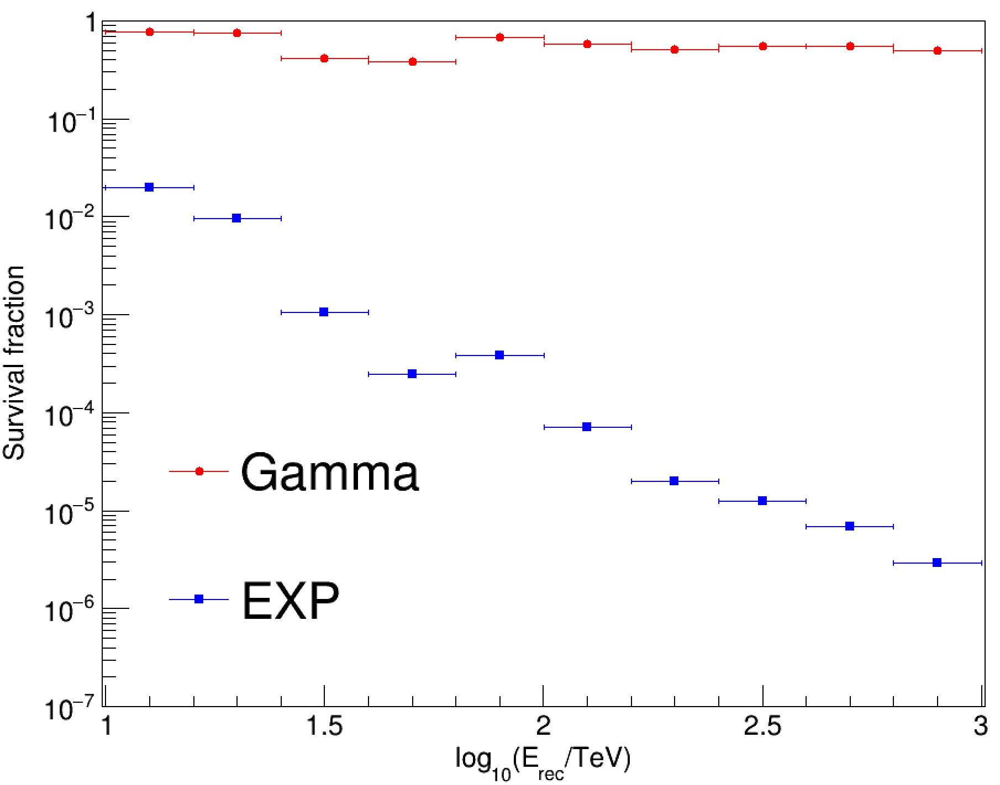 1
10⁻¹
10⁻²
10⁻³
10⁻⁴
10⁻⁵
10⁻⁶
10⁻⁷
Survival fraction
Gamma
EXP
1 1.5 2 2.5 3
log₁₀(E_rec/TeV)